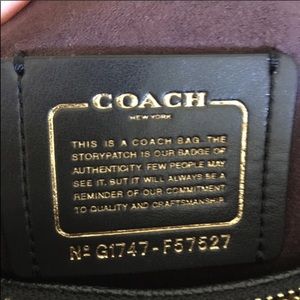 COACH
NEW YORK
THIS IS A COACH BAG. THE
STORYPATCH IS OUR BADGE OF
AUTHENTICITY. FEW PEOPLE MAY
SEE IT, BUT IT WILL ALWAYS BE A
REMINDER OF OUR COMMITMENT
TO QUALITY AND CRAFTSMANSHIP.
Nº G1747-F57527